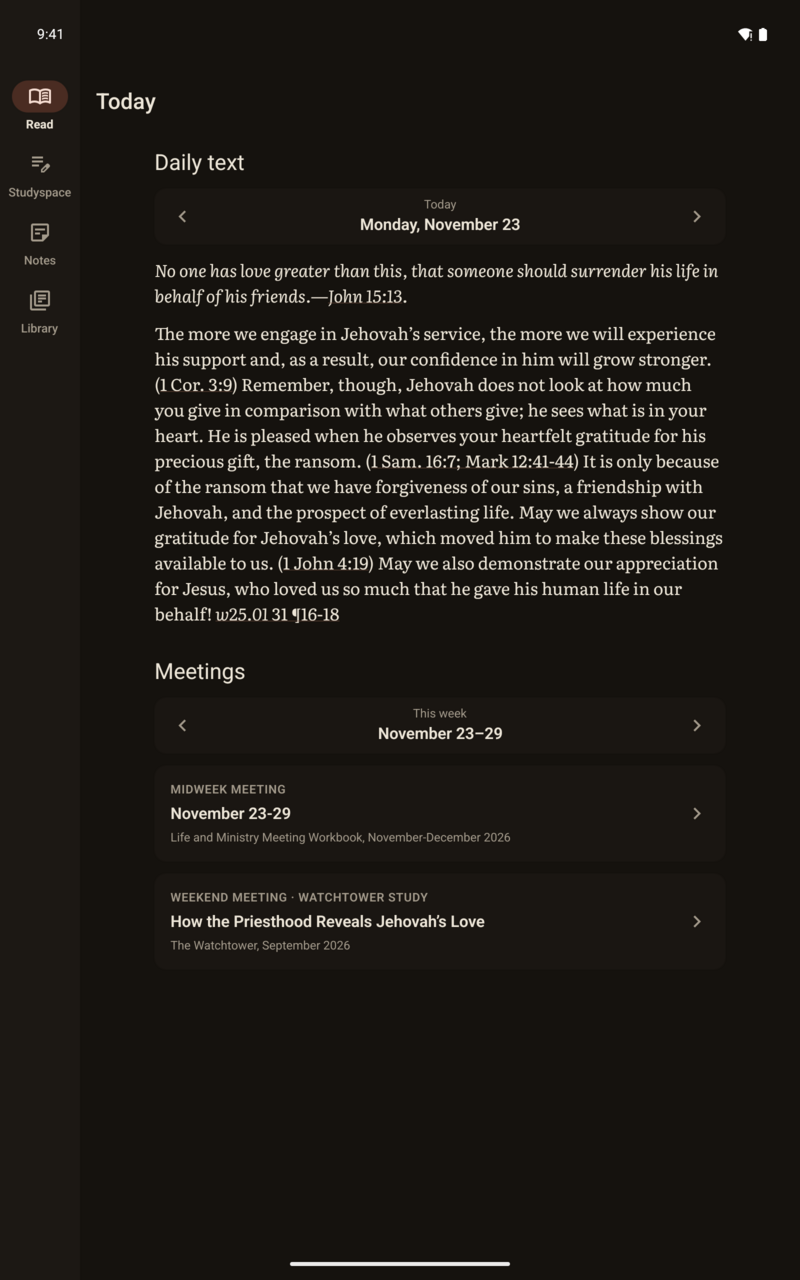 9:41
Read
Studyspace
Notes
Library
Today
Daily text
Today
Monday, November 23
No one has love greater than this, that someone should surrender his life in
behalf of his friends.—John 15:13.
The more we engage in Jehovah’s service, the more we will experience
his support and, as a result, our confidence in him will grow stronger.
(1 Cor. 3:9) Remember, though, Jehovah does not look at how much
you give in comparison with what others give; he sees what is in your
heart. He is pleased when he observes your heartfelt gratitude for his
precious gift, the ransom. (1 Sam. 16:7; Mark 12:41-44) It is only because
of the ransom that we have forgiveness of our sins, a friendship with
Jehovah, and the prospect of everlasting life. May we always show our
gratitude for Jehovah’s love, which moved him to make these blessings
available to us. (1 John 4:19) May we also demonstrate our appreciation
for Jesus, who loved us so much that he gave his human life in our
behalf! w25.01 31 ¶16-18
Meetings
This week
November 23–29
MIDWEEK MEETING
November 23-29
Life and Ministry Meeting Workbook, November-December 2026
WEEKEND MEETING · WATCHTOWER STUDY
How the Priesthood Reveals Jehovah’s Love
The Watchtower, September 2026